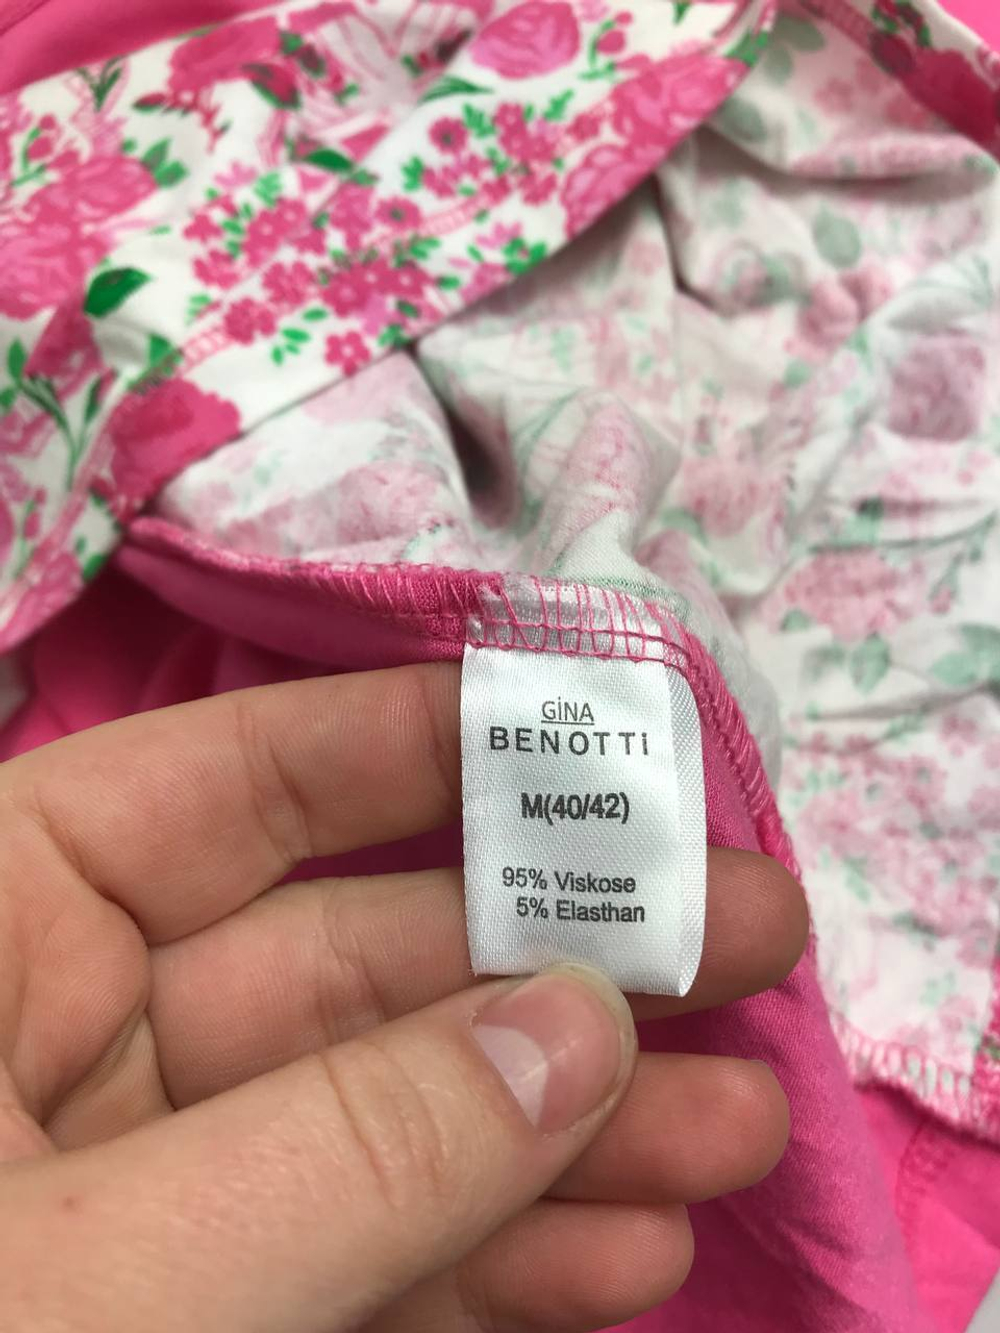 GiNA
BENOTTi
M(40/42)
95% Viskose
5% Elasthan